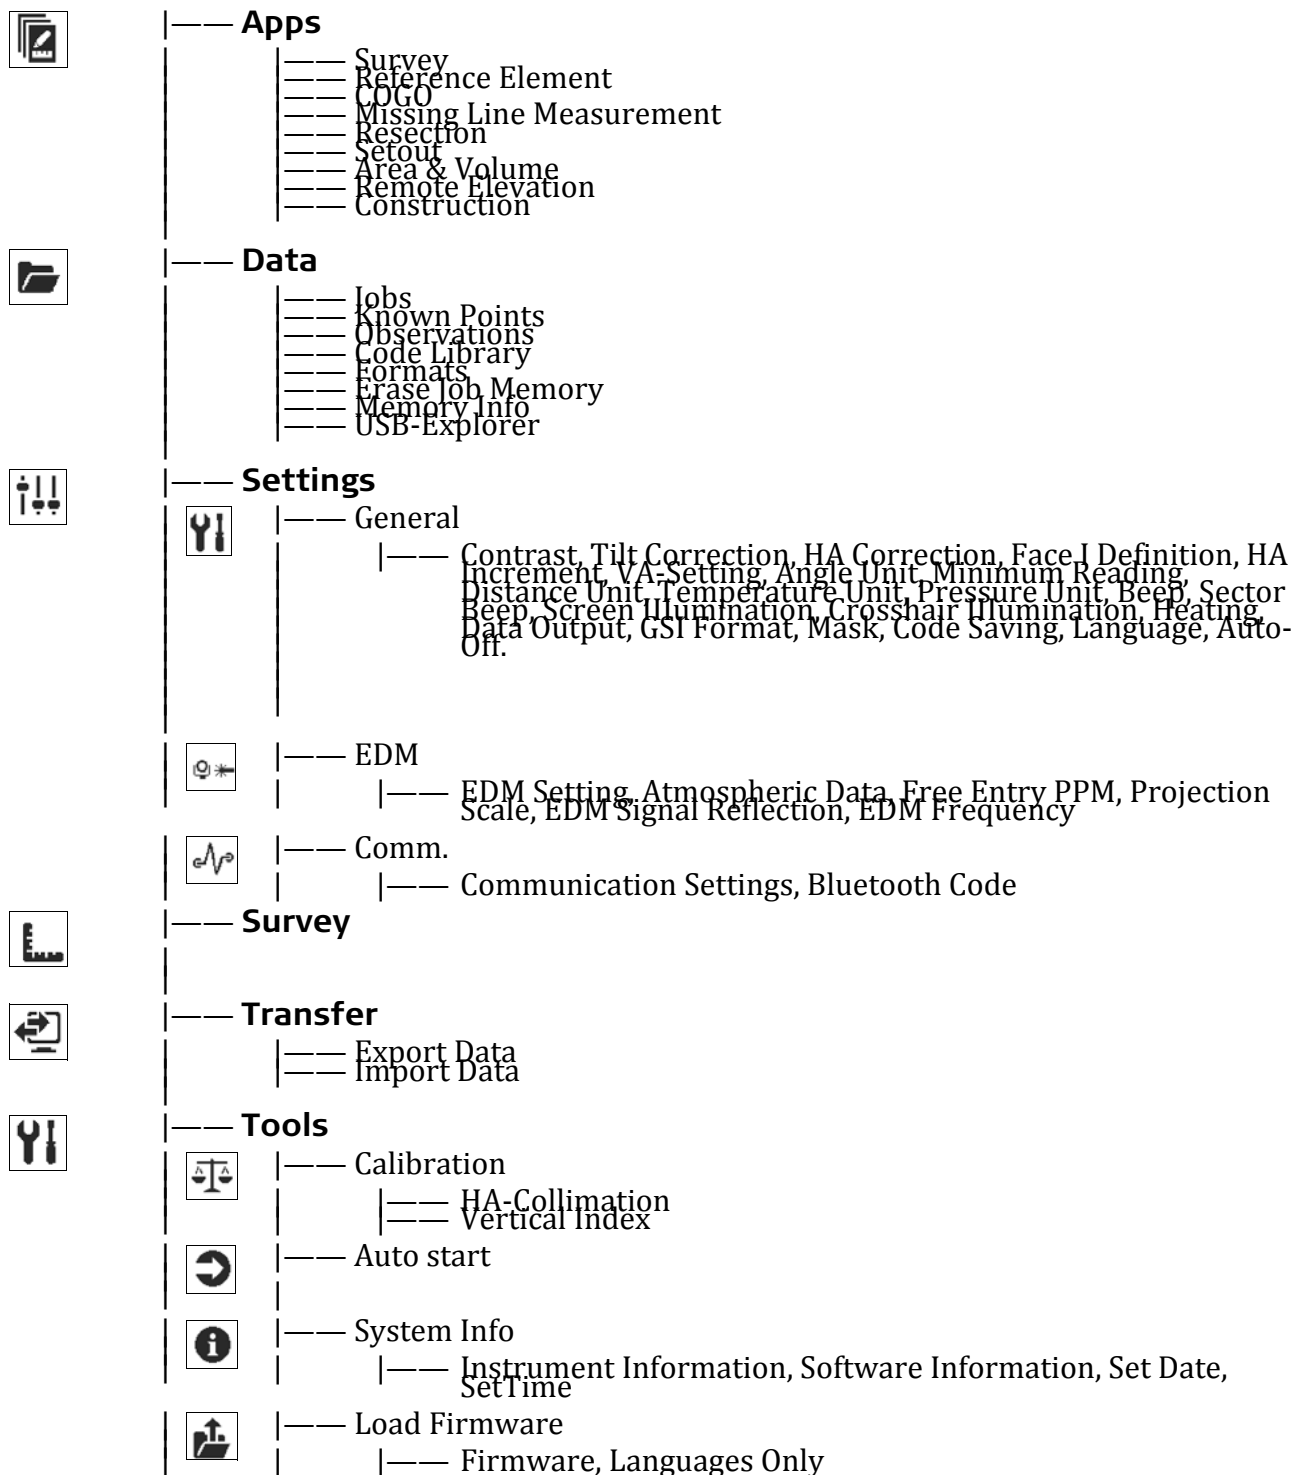 |—— Apps
|—— Survey
|—— Reference Element
|—— COGO
|—— Missing Line Measurement
|—— Resection
|—— Setout
|—— Area & Volume
|—— Remote Elevation
|—— Construction
|—— Data
|—— Jobs
|—— Known Points
|—— Observations
|—— Code Library
|—— Formats
|—— Erase Job Memory
|—— Memory Info
|—— USB-Explorer
|—— Settings
|—— General
|—— Contrast, Tilt Correction, HA Correction, Face I Definition, HA
Increment, VA-Setting, Angle Unit, Minimum Reading,
Distance Unit, Temperature Unit, Pressure Unit, Beep, Sector
Beep, Screen Illumination, Crosshair Illumination, Heating,
Data Output, GSI Format, Mask, Code Saving, Language, Auto-
Off.
|—— EDM
|—— EDM Setting, Atmospheric Data, Free Entry PPM, Projection
Scale, EDM Signal Reflection, EDM Frequency
|—— Comm.
|—— Communication Settings, Bluetooth Code
|—— Survey
|—— Transfer
|—— Export Data
|—— Import Data
|—— Tools
|—— Calibration
|—— HA-Collimation
|—— Vertical Index
|—— Auto start
|—— System Info
|—— Instrument Information, Software Information, Set Date,
SetTime
|—— Load Firmware
|—— Firmware, Languages Only